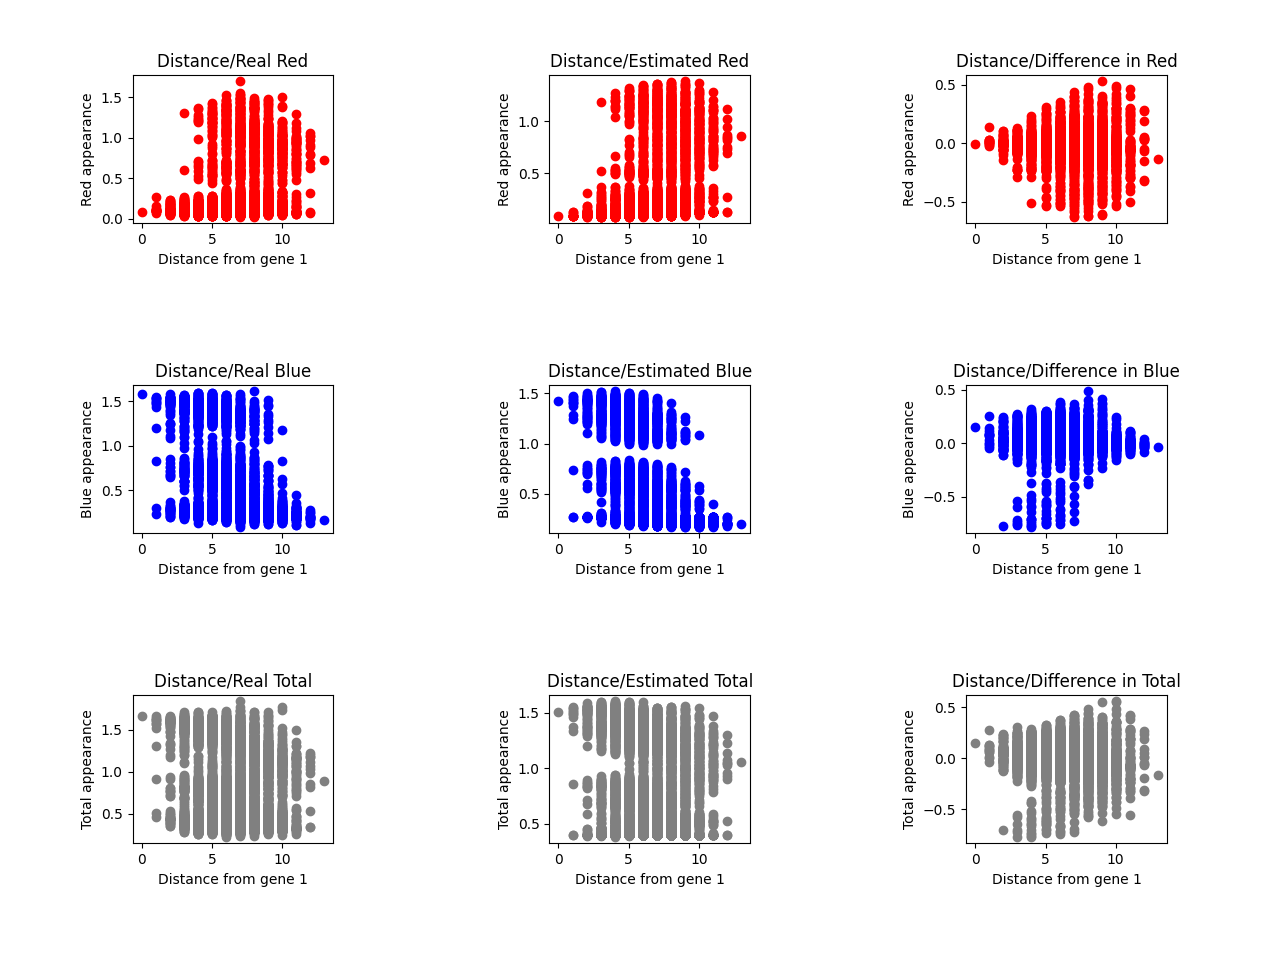 Distance/Real Red
Distance/Estimated Red
Distance/Difference in Red
Red appearance
1.5
1.0
0.5
0.0
0 5 10
Distance from gene 1
Red appearance
1.0
0.5
0 5 10
Distance from gene 1
Red appearance
0.5
0.0
−0.5
0 5 10
Distance from gene 1
Distance/Real Blue
Distance/Estimated Blue
Distance/Difference in Blue
Blue appearance
1.5
1.0
0.5
0 5 10
Distance from gene 1
Blue appearance
1.5
1.0
0.5
0 5 10
Distance from gene 1
Blue appearance
0.5
0.0
−0.5
0 5 10
Distance from gene 1
Distance/Real Total
Distance/Estimated Total
Distance/Difference in Total
Total appearance
1.5
1.0
0.5
0 5 10
Distance from gene 1
Total appearance
1.5
1.0
0.5
0 5 10
Distance from gene 1
Total appearance
0.5
0.0
−0.5
0 5 10
Distance from gene 1